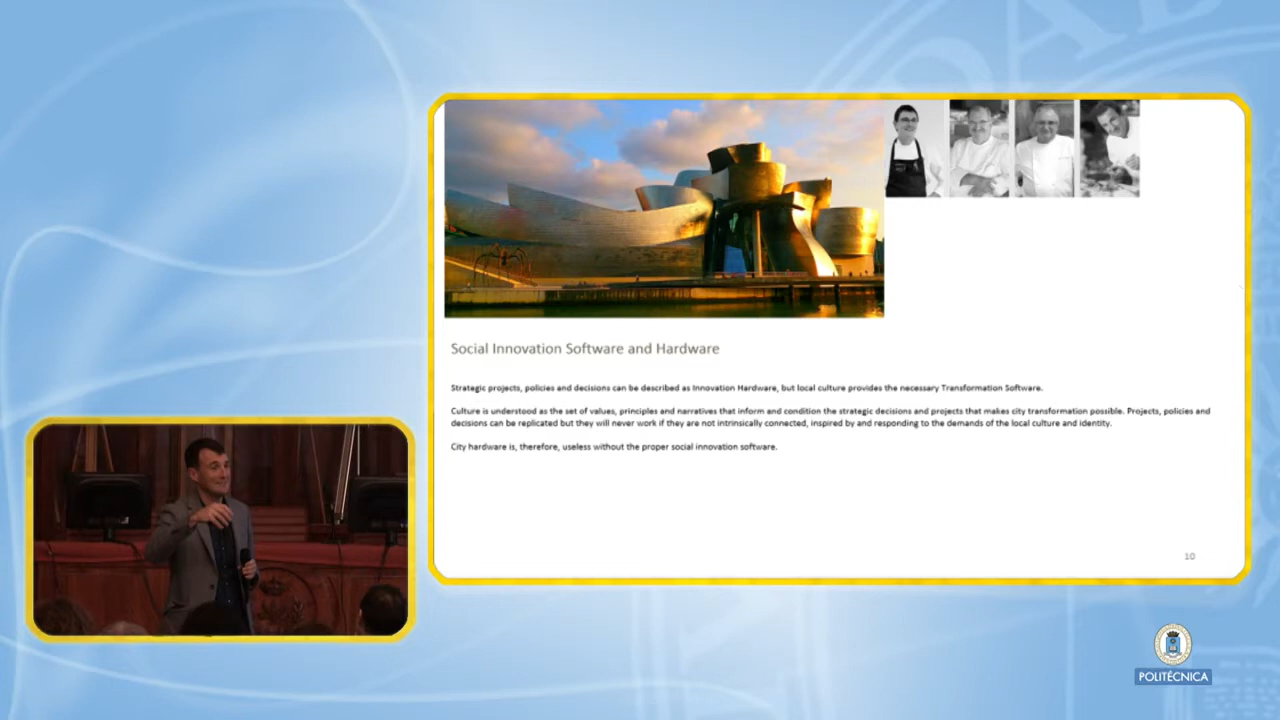 Social Innovation Software and Hardware
Strategic projects, policies and decisions can be described as Innovation Hardware, but local culture provides the necessary Transformation Software.
Culture is understood as the set of values, principles and narratives that inform and condition the strategic decisions and projects that makes city transformation possible. Projects, policies and
decisions can be replicated but they will never work if they are not intrinsically connected, inspired by and responding to the demands of the local culture and identity.
City hardware is, therefore, useless without the proper social innovation software.
10
POLITÉCNICA